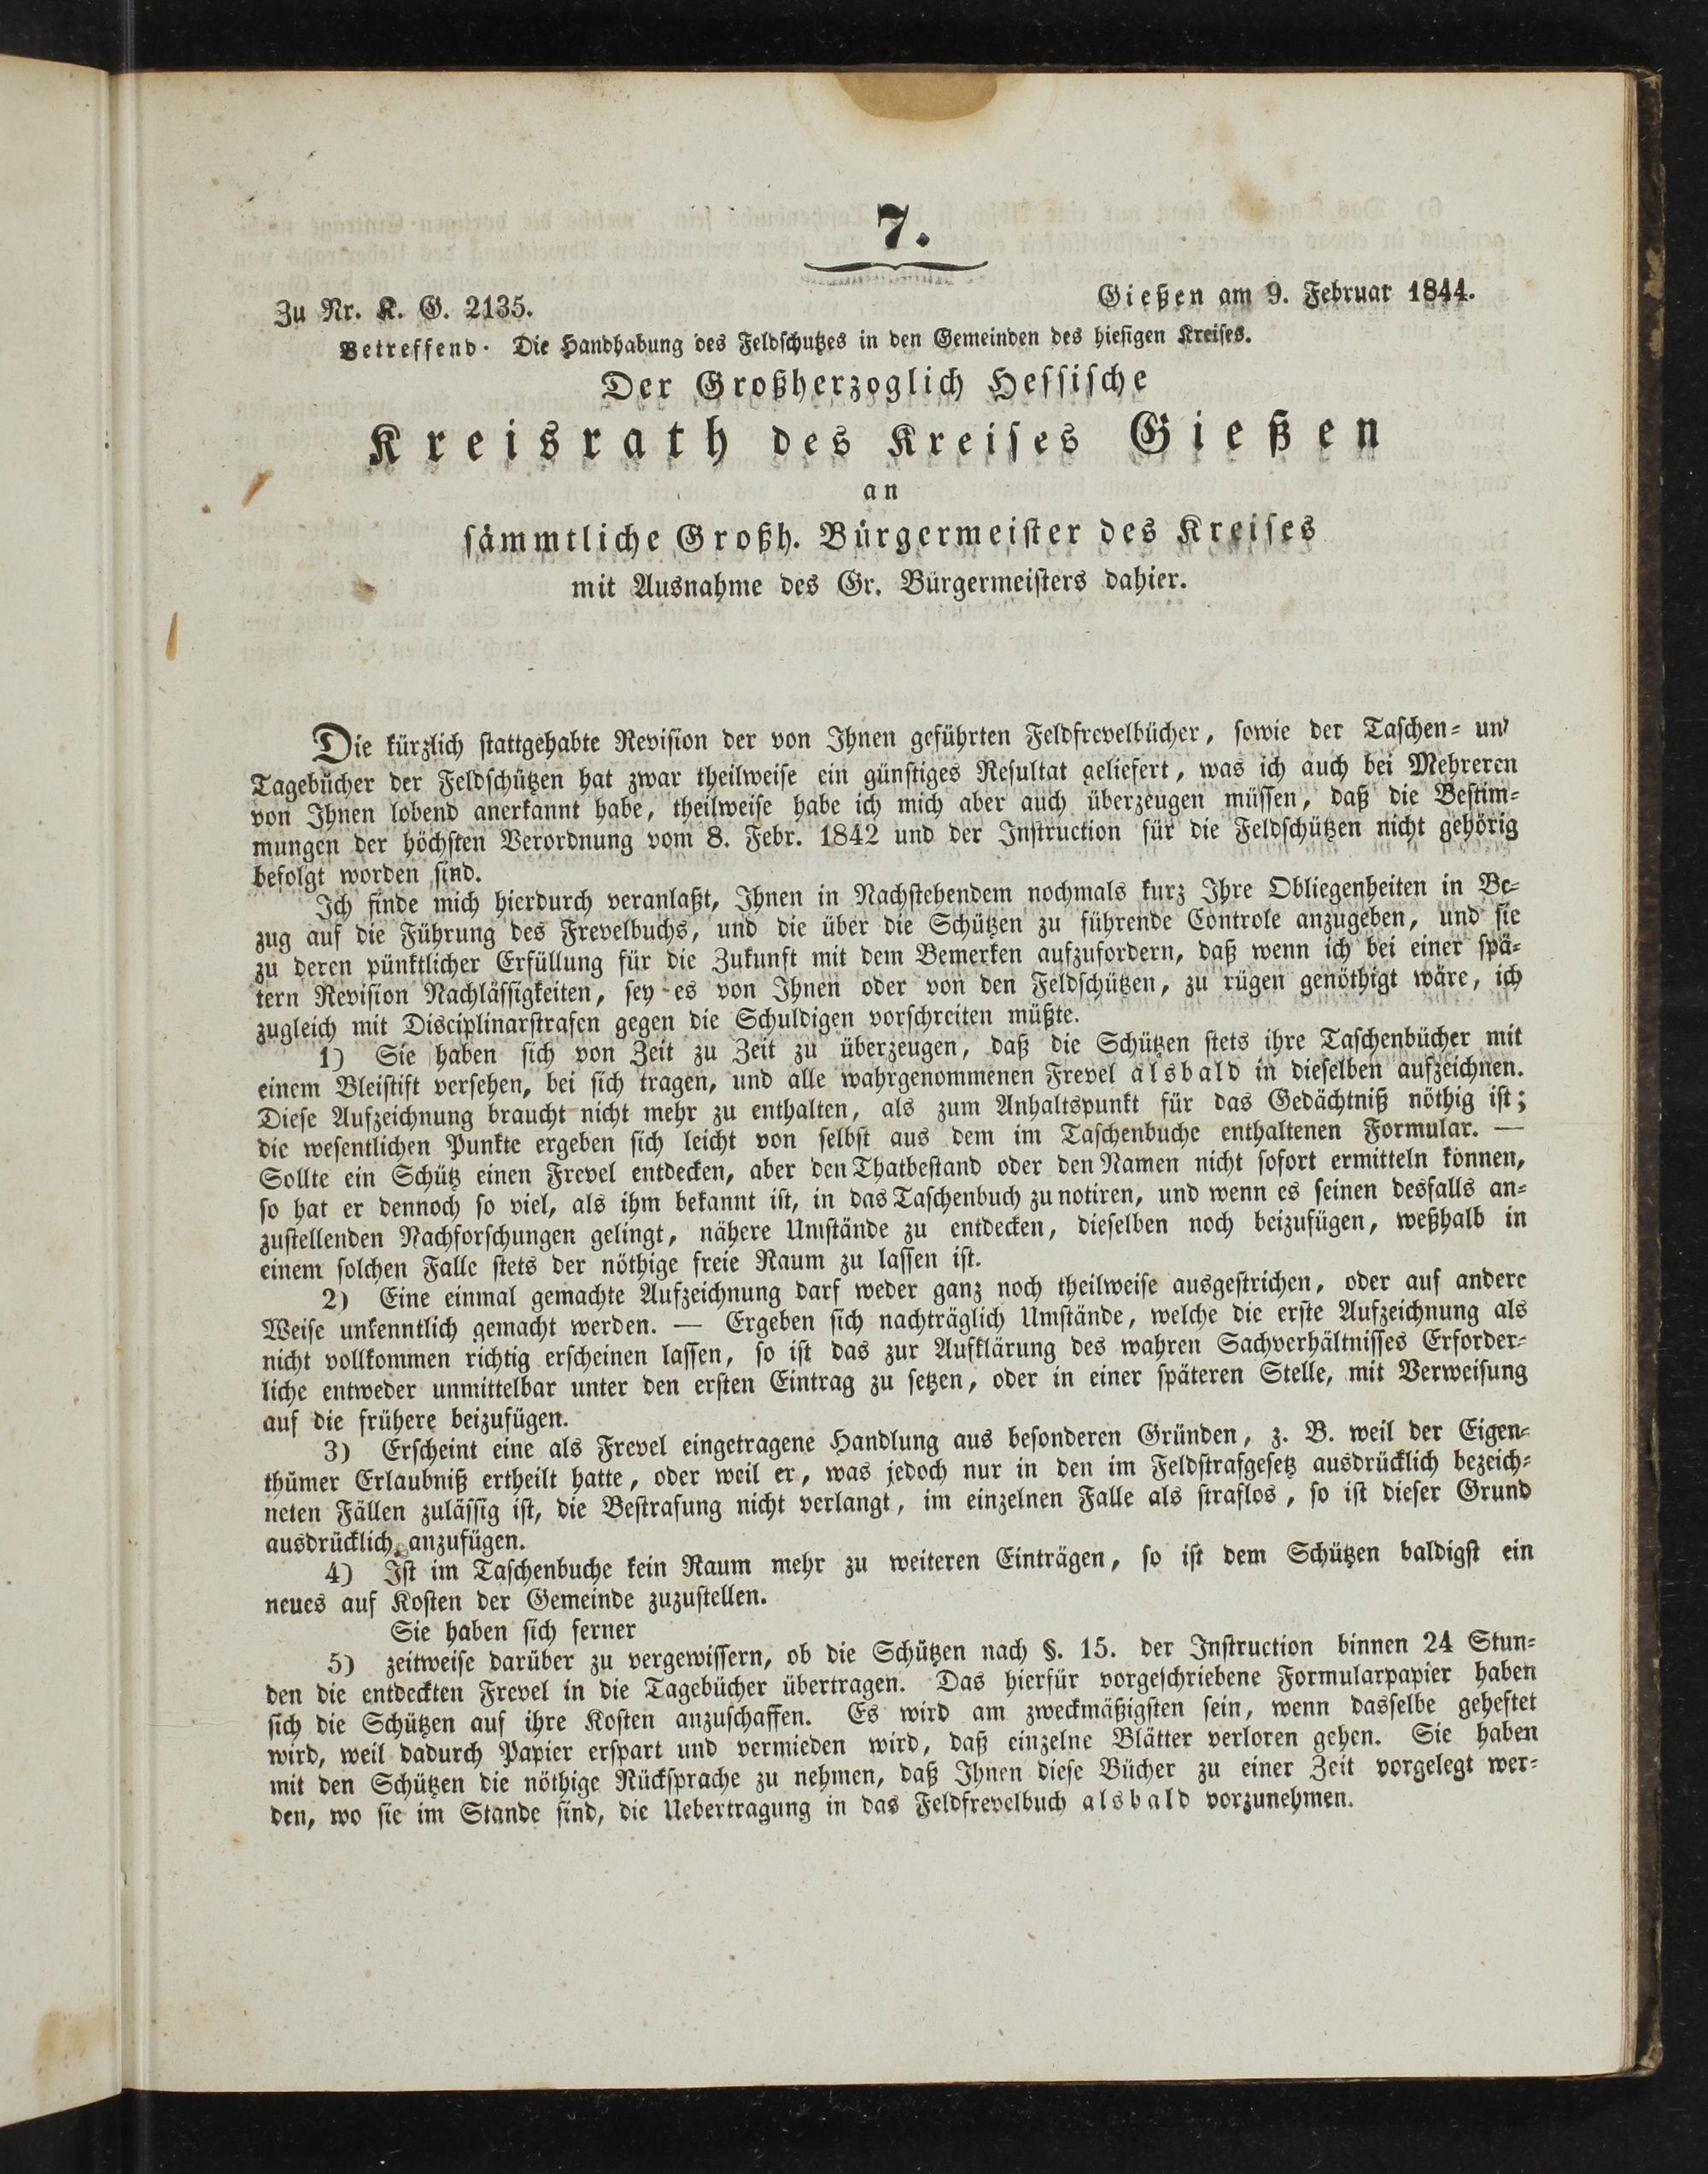 7.
Zu Nr. K. G. 2135.
Gießen am 9. Februar 1844.
Betreffend· Die Handhabung des Feldschutzes in den Gemeinden des hiesigen Kreises.
Der Großherzoglich Hessische
Kreisrath des Kreises Gießen
an
sämmtliche Großh. Bürgermeister des Kreises
mit Ausnahme des Gr. Bürgermeisters dahier.
Die kürzlich stattgehabte Revision der von Ihnen geführten Feldfrevelbücher, sowie der Taschen= un
Tagebücher der Feldschützen hat zwar theilweise ein günstiges Resultat geliefert, was ich auch bei Mehreren
von Ihnen lobend anerkannt habe, theilweise habe ich mich aber auch überzeugen müssen, daß die Bestim=
mungen der höchsten Verordnung vom 8. Febr. 1842 und der Instruction für die Feldschützen nicht gehörig
befolgt worden sind.
Ich finde mich hierdurch veranlaßt, Ihnen in Nachstehendem nochmals kurz Ihre Obliegenheiten in Be=
zug auf die Führung des Frevelbuchs, und die über die Schützen zu führende Controle anzugeben, und sie
zu deren pünktlicher Erfüllung für die Zukunft mit dem Bemerken aufzufordern, daß wenn ich bei einer spä=
tern Revision Nachlässigkeiten, sey es von Ihnen oder von den Feldschützen, zu rügen genöthigt wäre, ich
zugleich mit Disciplinarstrafen gegen die Schuldigen vorschreiten müßte.
1) Sie haben sich von Zeit zu Zeit zu überzeugen, daß die Schützen stets ihre Taschenbücher mit
einem Bleistift versehen, bei sich tragen, und alle wahrgenommenen Frevel alsbald in dieselben aufzeichnen.
Diese Aufzeichnung braucht nicht mehr zu enthalten, als zum Anhaltspunkt für das Gedächtniß nöthig ist;
die wesentlichen Punkte ergeben sich leicht von selbst aus dem im Taschenbuche enthaltenen Formular. —
Sollte ein Schütz einen Frevel entdecken, aber den Thatbestand oder den Namen nicht sofort ermitteln können,
so hat er dennoch so viel, als ihm bekannt ist, in das Taschenbuch zu notiren, und wenn es seinen desfalls an=
zustellenden Nachforschungen gelingt, nähere Umstände zu entdecken, dieselben noch beizufügen, weßhalb in
einem solchen Falle stets der nöthige freie Raum zu lassen ist.
2) Eine einmal gemachte Aufzeichnung darf weder ganz noch theilweise ausgestrichen, oder auf andere
Weise unkenntlich gemacht werden. — Ergeben sich nachträglich Umstände, welche die erste Aufzeichnung als
nicht vollkommen richtig erscheinen lassen, so ist das zur Aufklärung des wahren Sachverhältnisses Erforder=
liche entweder unmittelbar unter den ersten Eintrag zu setzen, oder in einer späteren Stelle, mit Verweisung
auf die frühere beizufügen.
3) Erscheint eine als Frevel eingetragene Handlung aus besonderen Gründen, z. B. weil der Eigen=
thümer Erlaubniß ertheilt hatte, oder weil er, was jedoch nur in den im Feldstrafgesetz ausdrücklich bezeich=
neten Fällen zulässig ist, die Bestrafung nicht verlangt, im einzelnen Falle als straflos, so ist dieser Grund
ausdrücklich anzufügen.
4) Ist im Taschenbuche kein Raum mehr zu weiteren Einträgen, so ist dem Schützen baldigst ein
neues auf Kosten der Gemeinde zuzustellen.
Sie haben sich ferner
5) zeitweise darüber zu vergewissern, ob die Schützen nach §. 15. der Instruction binnen 24 Stun=
den die entdeckten Frevel in die Tagebücher übertragen. Das hierfür vorgeschriebene Formularpapier haben
sich die Schützen auf ihre Kosten anzuschaffen. Es wird am zweckmäßigsten sein, wenn dasselbe geheftet
wird, weil dadurch Papier erspart und vermieden wird, daß einzelne Blätter verloren gehen. Sie haben
mit den Schützen die nöthige Rücksprache zu nehmen, daß Ihnen diese Bücher zu einer Zeit vorgelegt wer=
den, wo sie im Stande sind, die Uebertragung in das Feldfrevelbuch alsbald vorzunehmen.